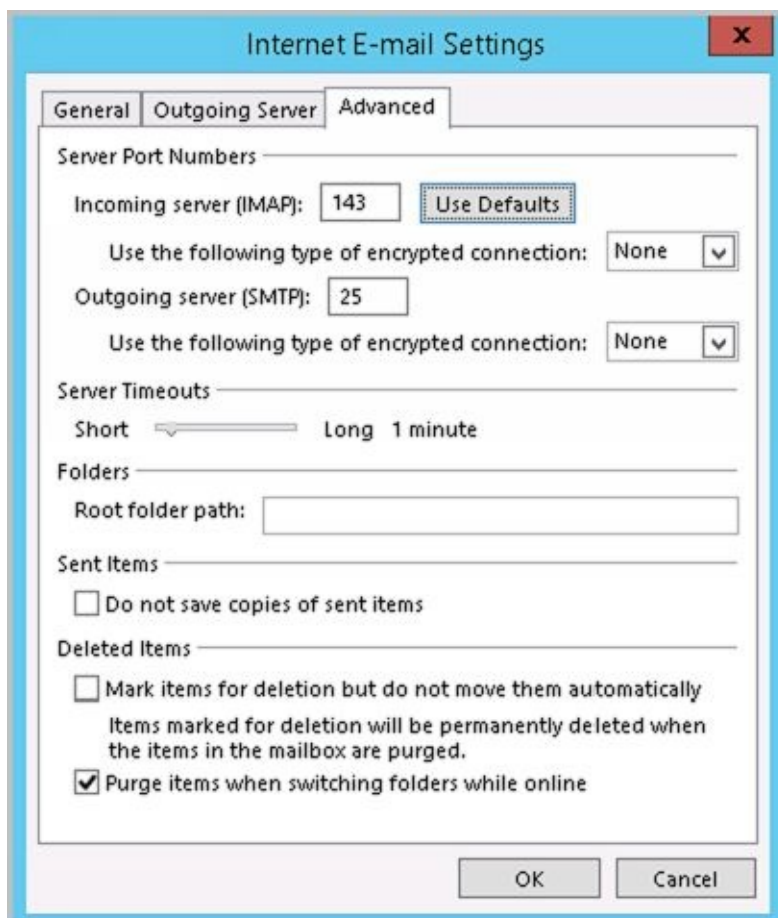 Internet E-mail Settings
x
General Outgoing Server Advanced
Server Port Numbers
Incoming server (IMAP): 143 Use Defaults
Use the following type of encrypted connection: None
Outgoing server (SMTP): 25
Use the following type of encrypted connection: None
Server Timeouts
Short Long 1 minute
Folders
Root folder path:
Sent Items
Do not save copies of sent items
Deleted Items
Mark items for deletion but do not move them automatically
Items marked for deletion will be permanently deleted when
the items in the mailbox are purged.
Purge items when switching folders while online
OK Cancel